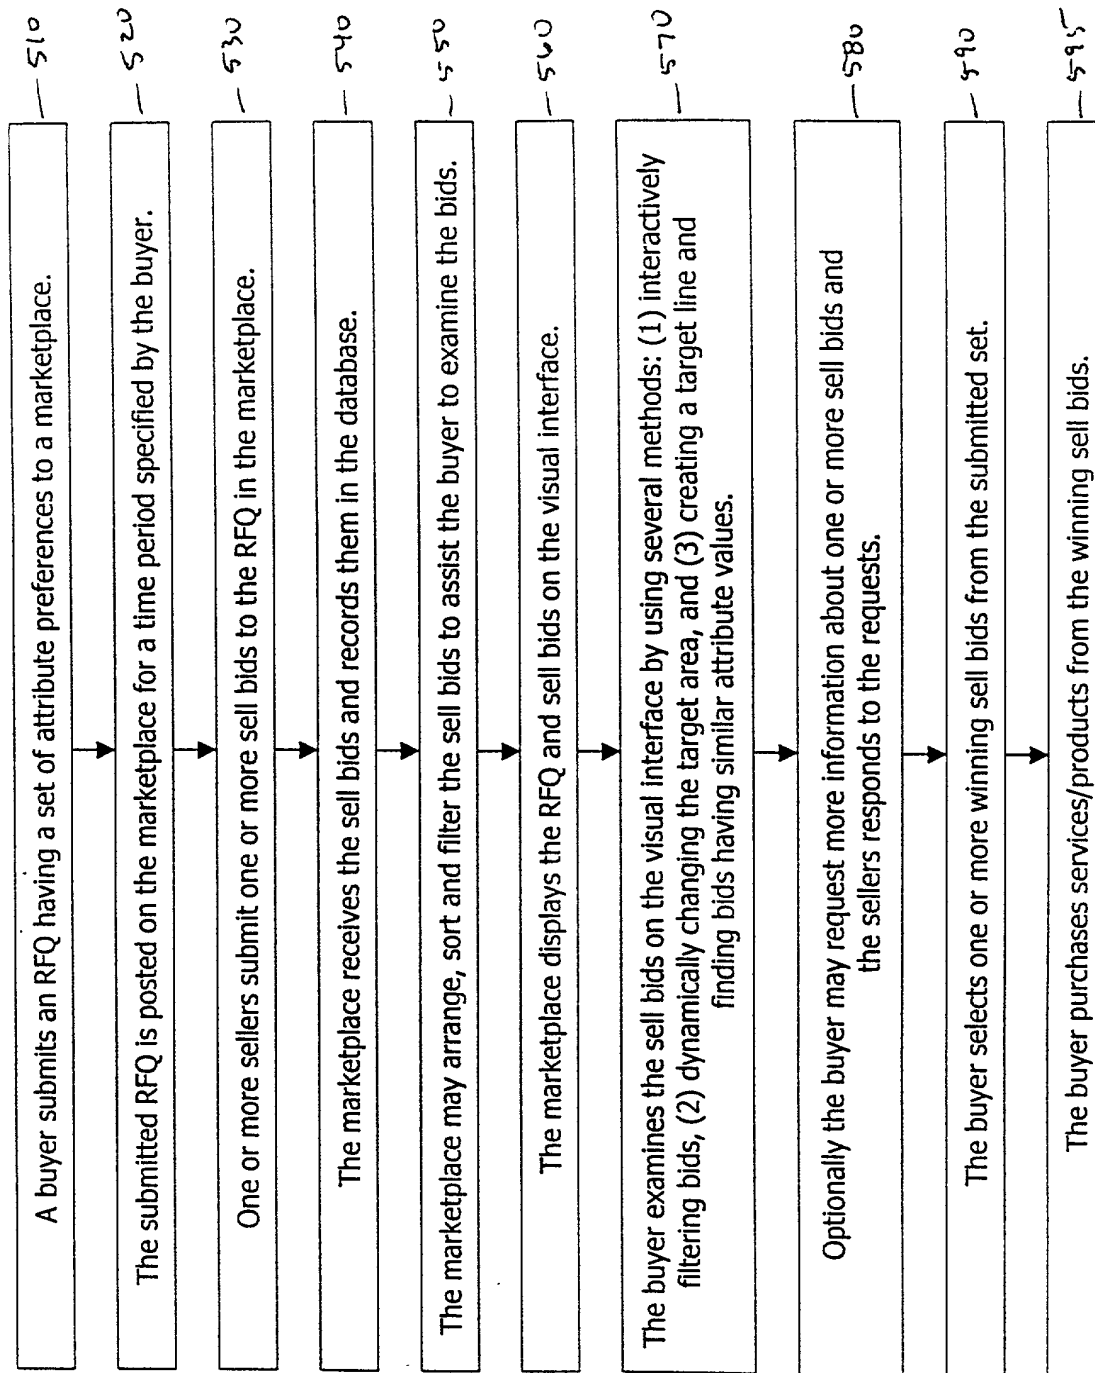 A buyer submits an RFQ having a set of attribute preferences to a marketplace.
510
The submitted RFQ is posted on the marketplace for a time period specified by the buyer.
520
One or more sellers submit one or more sell bids to the RFQ in the marketplace.
530
The marketplace receives the sell bids and records them in the database.
540
The marketplace may arrange, sort and filter the sell bids to assist the buyer to examine the bids.
550
The marketplace displays the RFQ and sell bids on the visual interface.
560
The buyer examines the sell bids on the visual interface by using several methods: (1) interactively
filtering bids, (2) dynamically changing the target area, and (3) creating a target line and
finding bids having similar attribute values.
570
Optionally the buyer may request more information about one or more sell bids and
the sellers responds to the requests.
580
The buyer selects one or more winning sell bids from the submitted set.
590
The buyer purchases services/products from the winning sell bids.
595